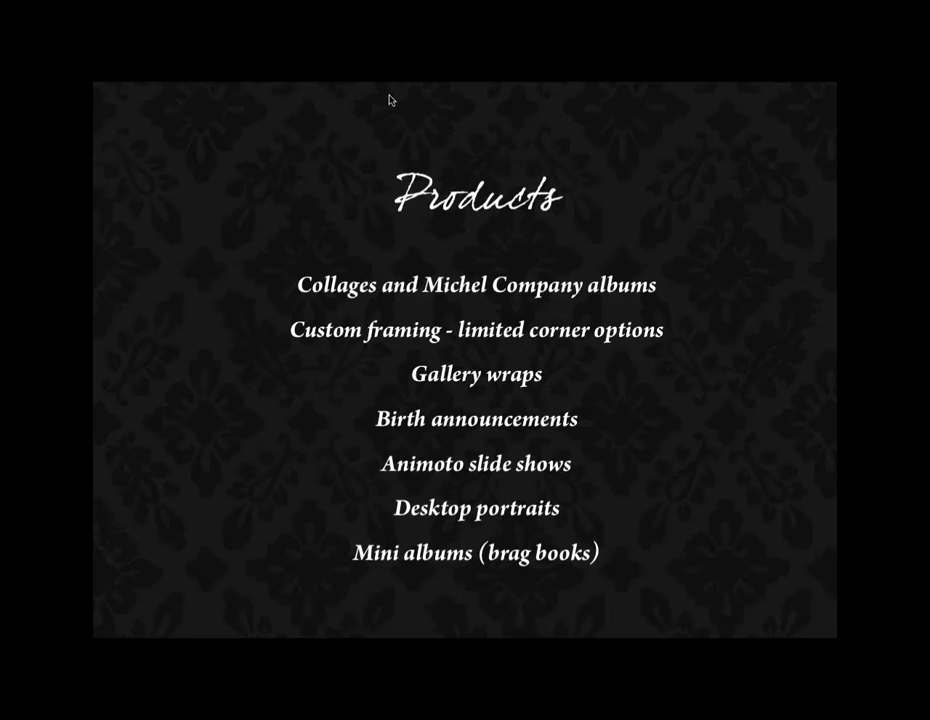 Products
Collages and Michel Company albums
Custom framing - limited corner options
Gallery wraps
Birth announcements
Animoto slide shows
Desktop portraits
Mini albums (brag books)